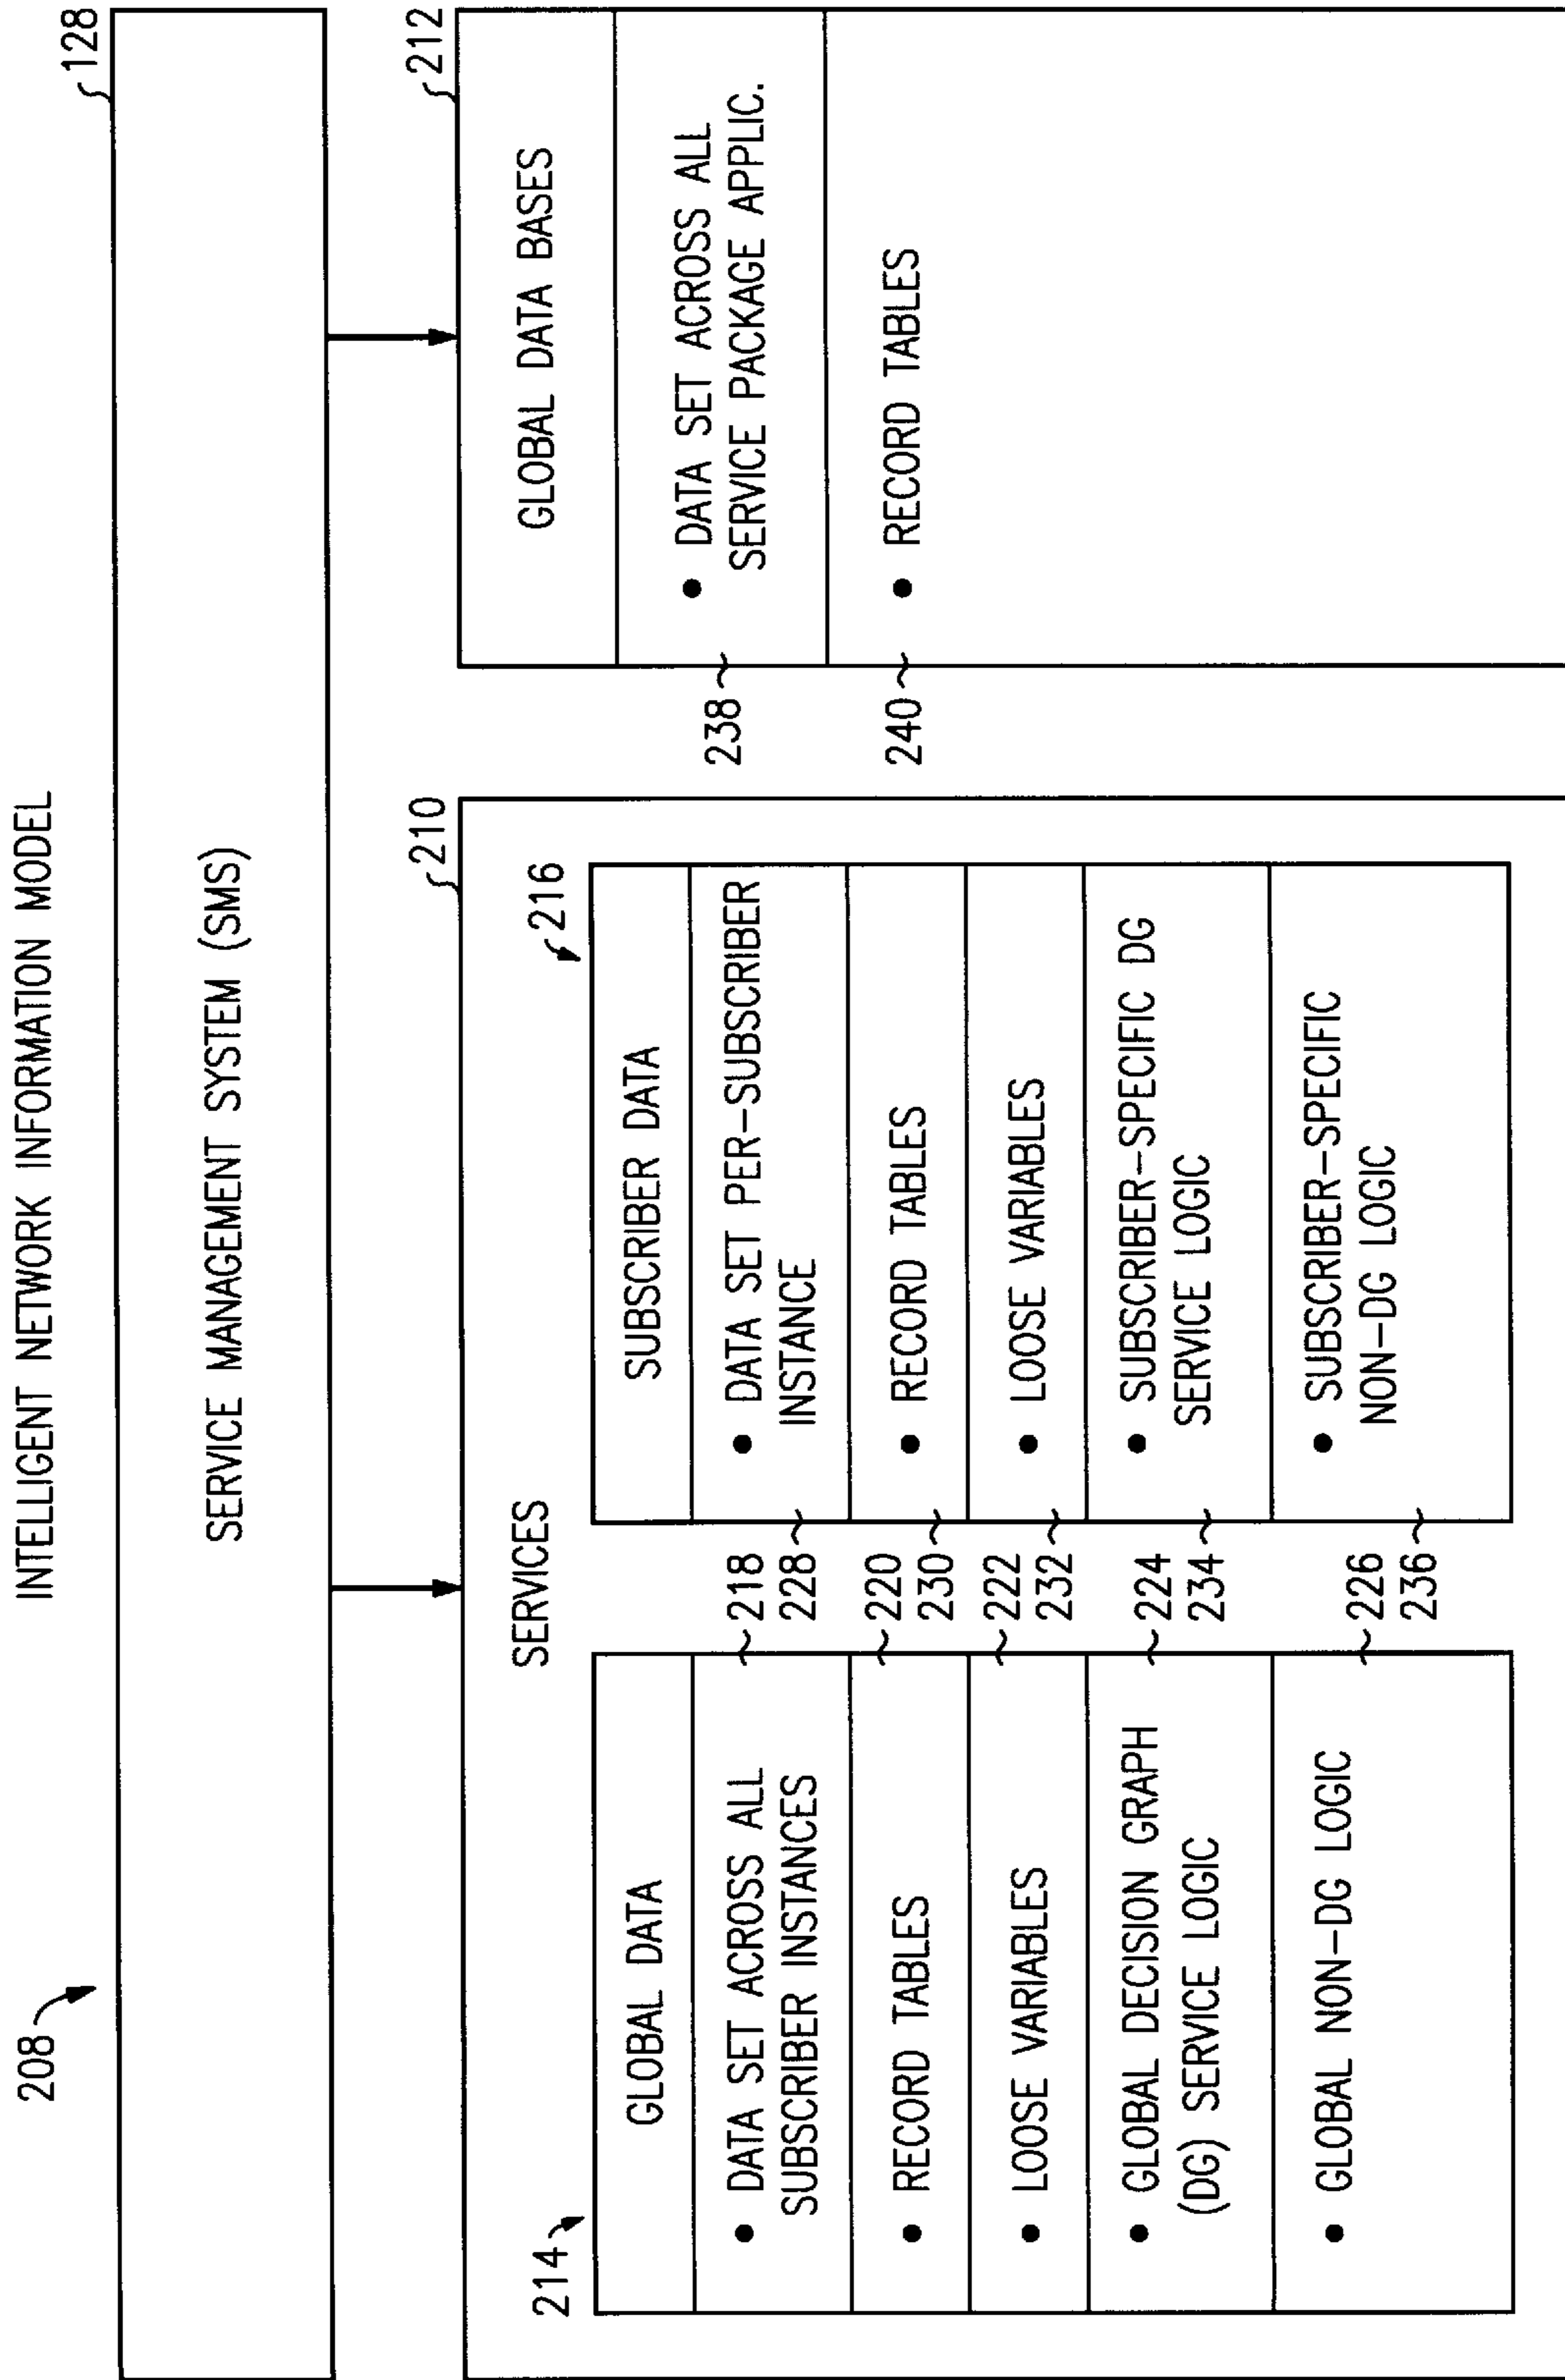 INTELLIGENT NETWORK INFORMATION MODEL
208
128
SERVICE MANAGEMENT SYSTEM (SMS)
210
SERVICES
214
GLOBAL DATA
• DATA SET ACROSS ALL
SUBSCRIBER INSTANCES
• RECORD TABLES
• LOOSE VARIABLES
• GLOBAL DECISION GRAPH
(DG) SERVICE LOGIC
• GLOBAL NON-DG LOGIC
218
228
220
230
222
232
224
234
226
236
216
SUBSCRIBER DATA
• DATA SET PER-SUBSCRIBER
INSTANCE
• RECORD TABLES
• LOOSE VARIABLES
• SUBSCRIBER-SPECIFIC DG
SERVICE LOGIC
• SUBSCRIBER-SPECIFIC
NON-DG LOGIC
212
GLOBAL DATA BASES
238
• DATA SET ACROSS ALL
SERVICE PACKAGE APPLIC.
240
• RECORD TABLES